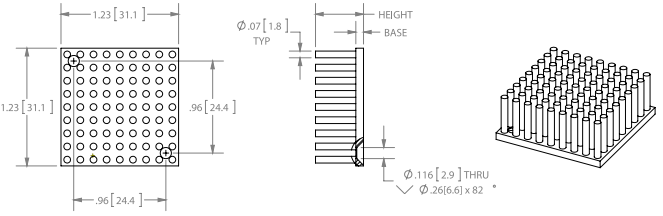 1.23 [31.1]
1.23 [31.1]
.96 [24.4]
.96 [24.4]
Ø.07 [1.8]
TYP
HEIGHT
BASE
Ø.116 [2.9] THRU
Ø.26[6.6] x 82 °